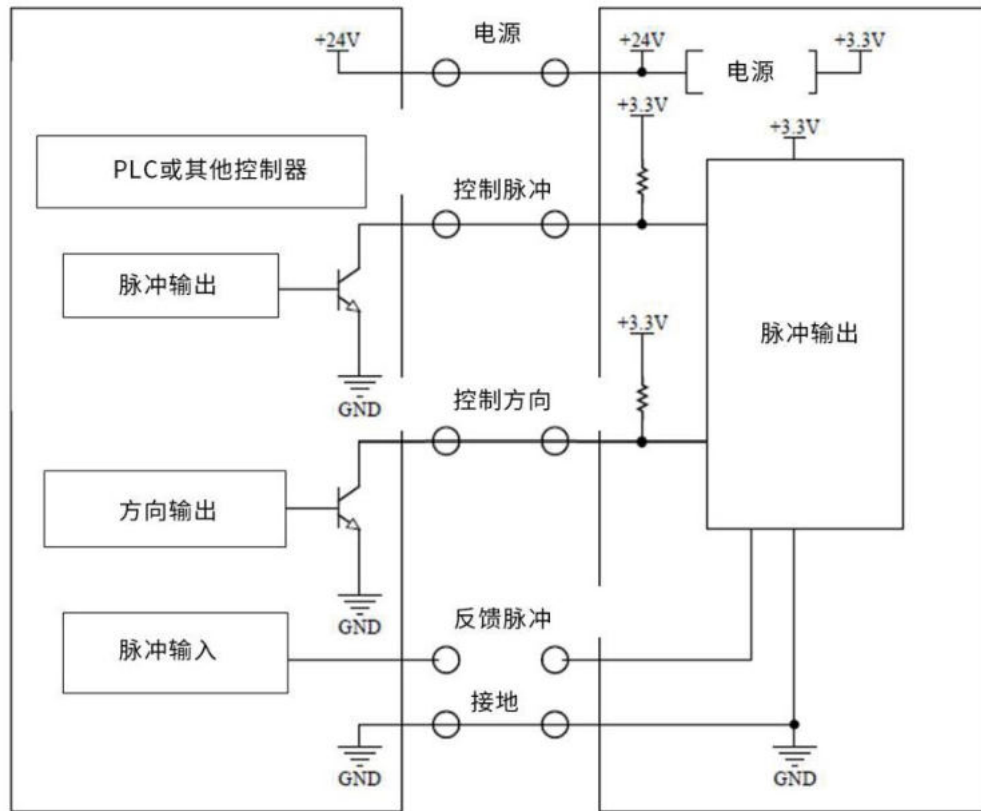 电源
+24V
+24V
电源
+3.3V
+3.3V
+3.3V
PLC或其他控制器
控制脉冲
脉冲输出
+3.3V
脉冲输出
GND
控制方向
方向输出
GND
反馈脉冲
脉冲输入
接地
GND
GND